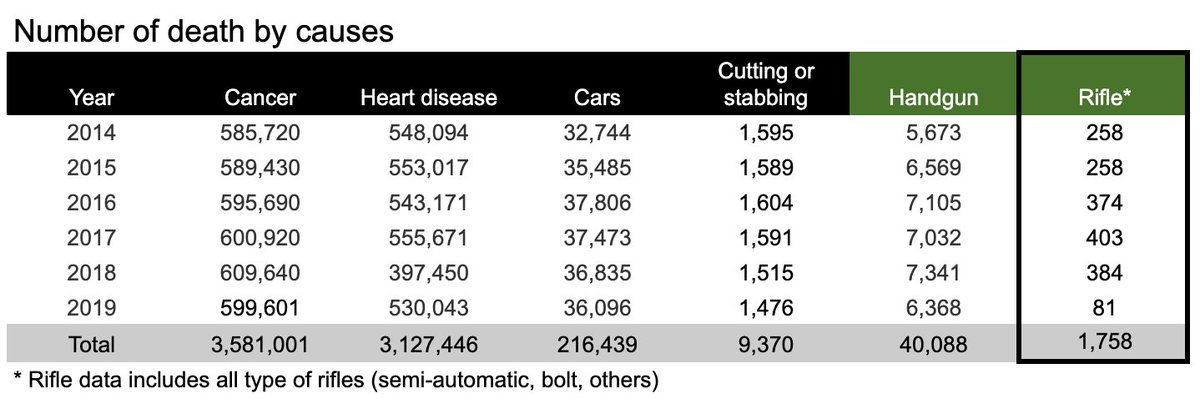 Number of death by causes
Year Cancer Heart disease Cars Cutting or stabbing Handgun Rifle*
2014 585,720 548,094 32,744 1,595 5,673 258
2015 589,430 553,017 35,485 1,589 6,569 258
2016 595,690 543,171 37,806 1,604 7,105 374
2017 600,920 555,671 37,473 1,591 7,032 403
2018 609,640 397,450 36,835 1,515 7,341 384
2019 599,601 530,043 36,096 1,476 6,368 81
Total 3,581,001 3,127,446 216,439 9,370 40,088 1,758
* Rifle data includes all type of rifles (semi-automatic, bolt, others)